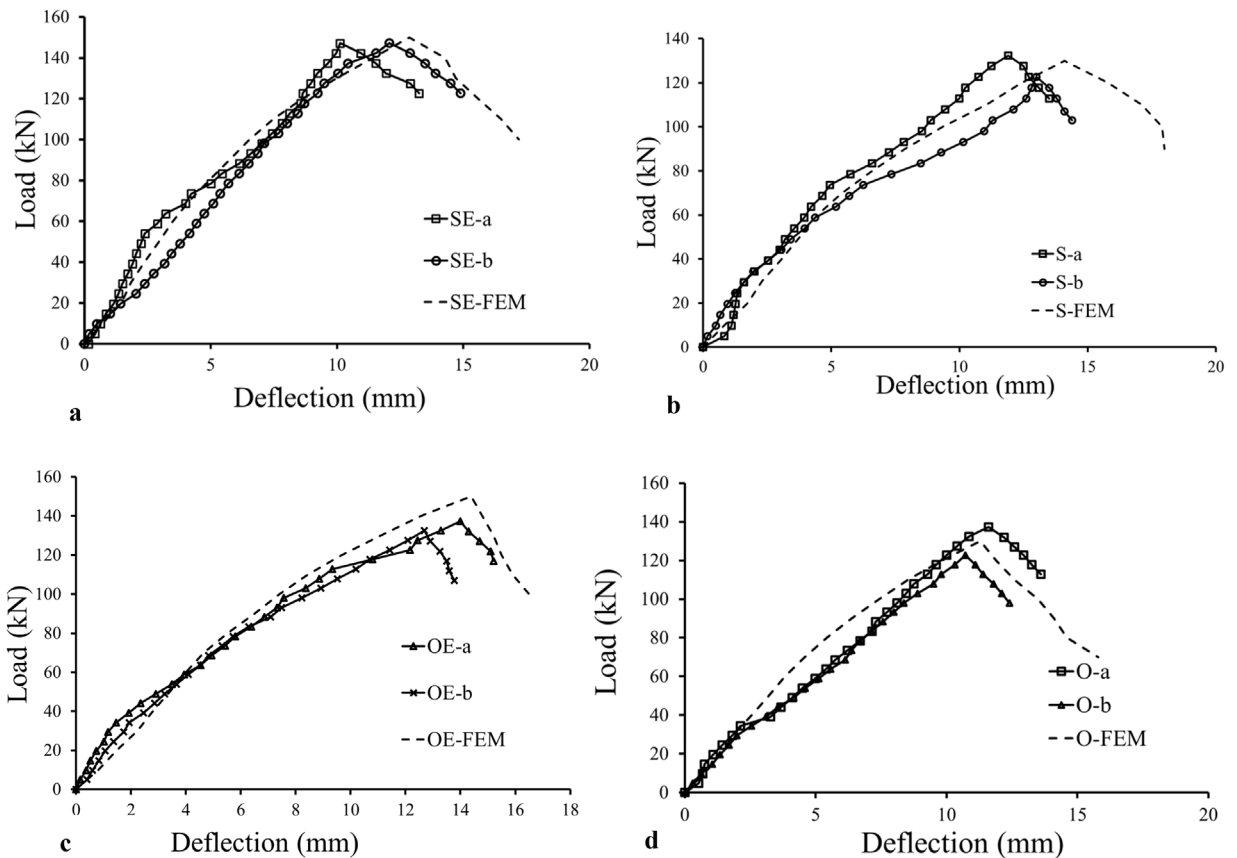 160
140
120
100
80
60
40
20
0
Load (kN)
SE-a
SE-b
SE-FEM
0 5 10 15 20
Deflection (mm)
a
140
120
100
80
60
40
20
0
Load (kN)
S-a
S-b
S-FEM
0 5 10 15 20
Deflection (mm)
b
160
140
120
100
80
60
40
20
0
Load (kN)
OE-a
OE-b
OE-FEM
0 2 4 6 8 10 12 14 16 18
Deflection (mm)
c
160
140
120
100
80
60
40
20
0
Load (kN)
O-a
O-b
O-FEM
0 5 10 15 20
Deflection (mm)
d